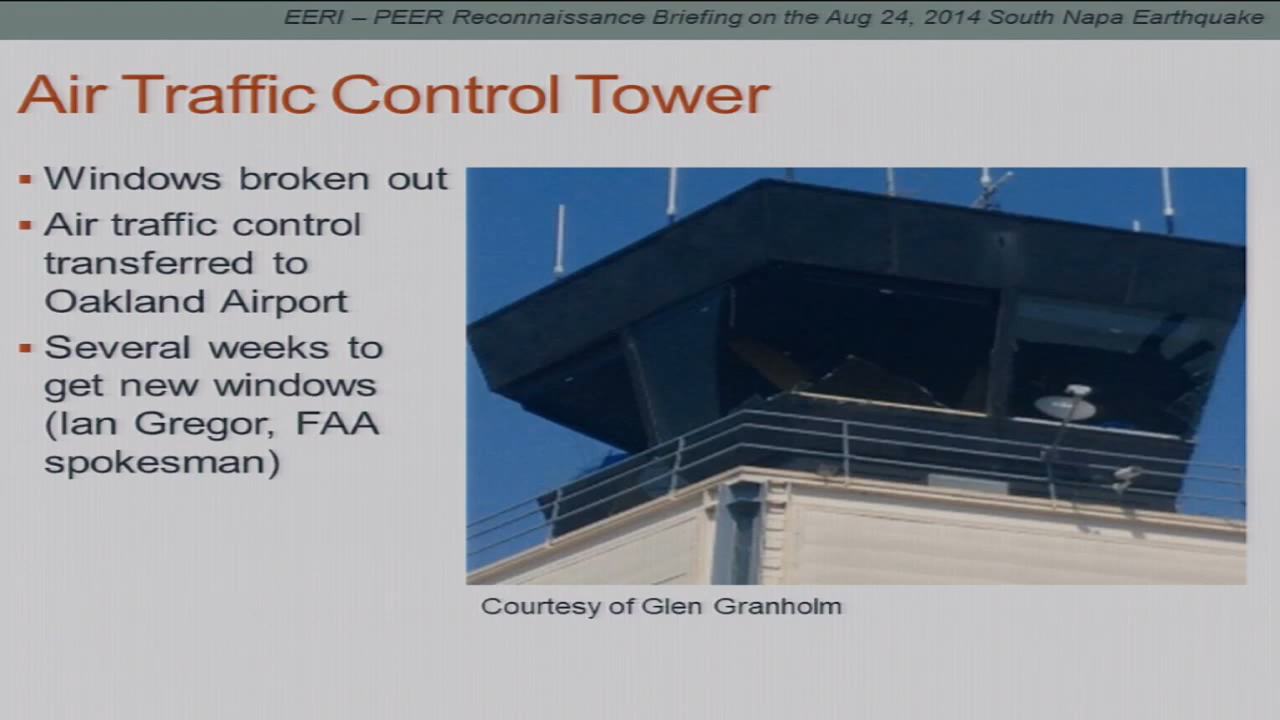 EERI – PEER Reconnaissance Briefing on the Aug 24, 2014 South Napa Earthquake
Air Traffic Control Tower
▪ Windows broken out
▪ Air traffic control
transferred to
Oakland Airport
▪ Several weeks to
get new windows
(Ian Gregor, FAA
spokesman)
Courtesy of Glen Granholm